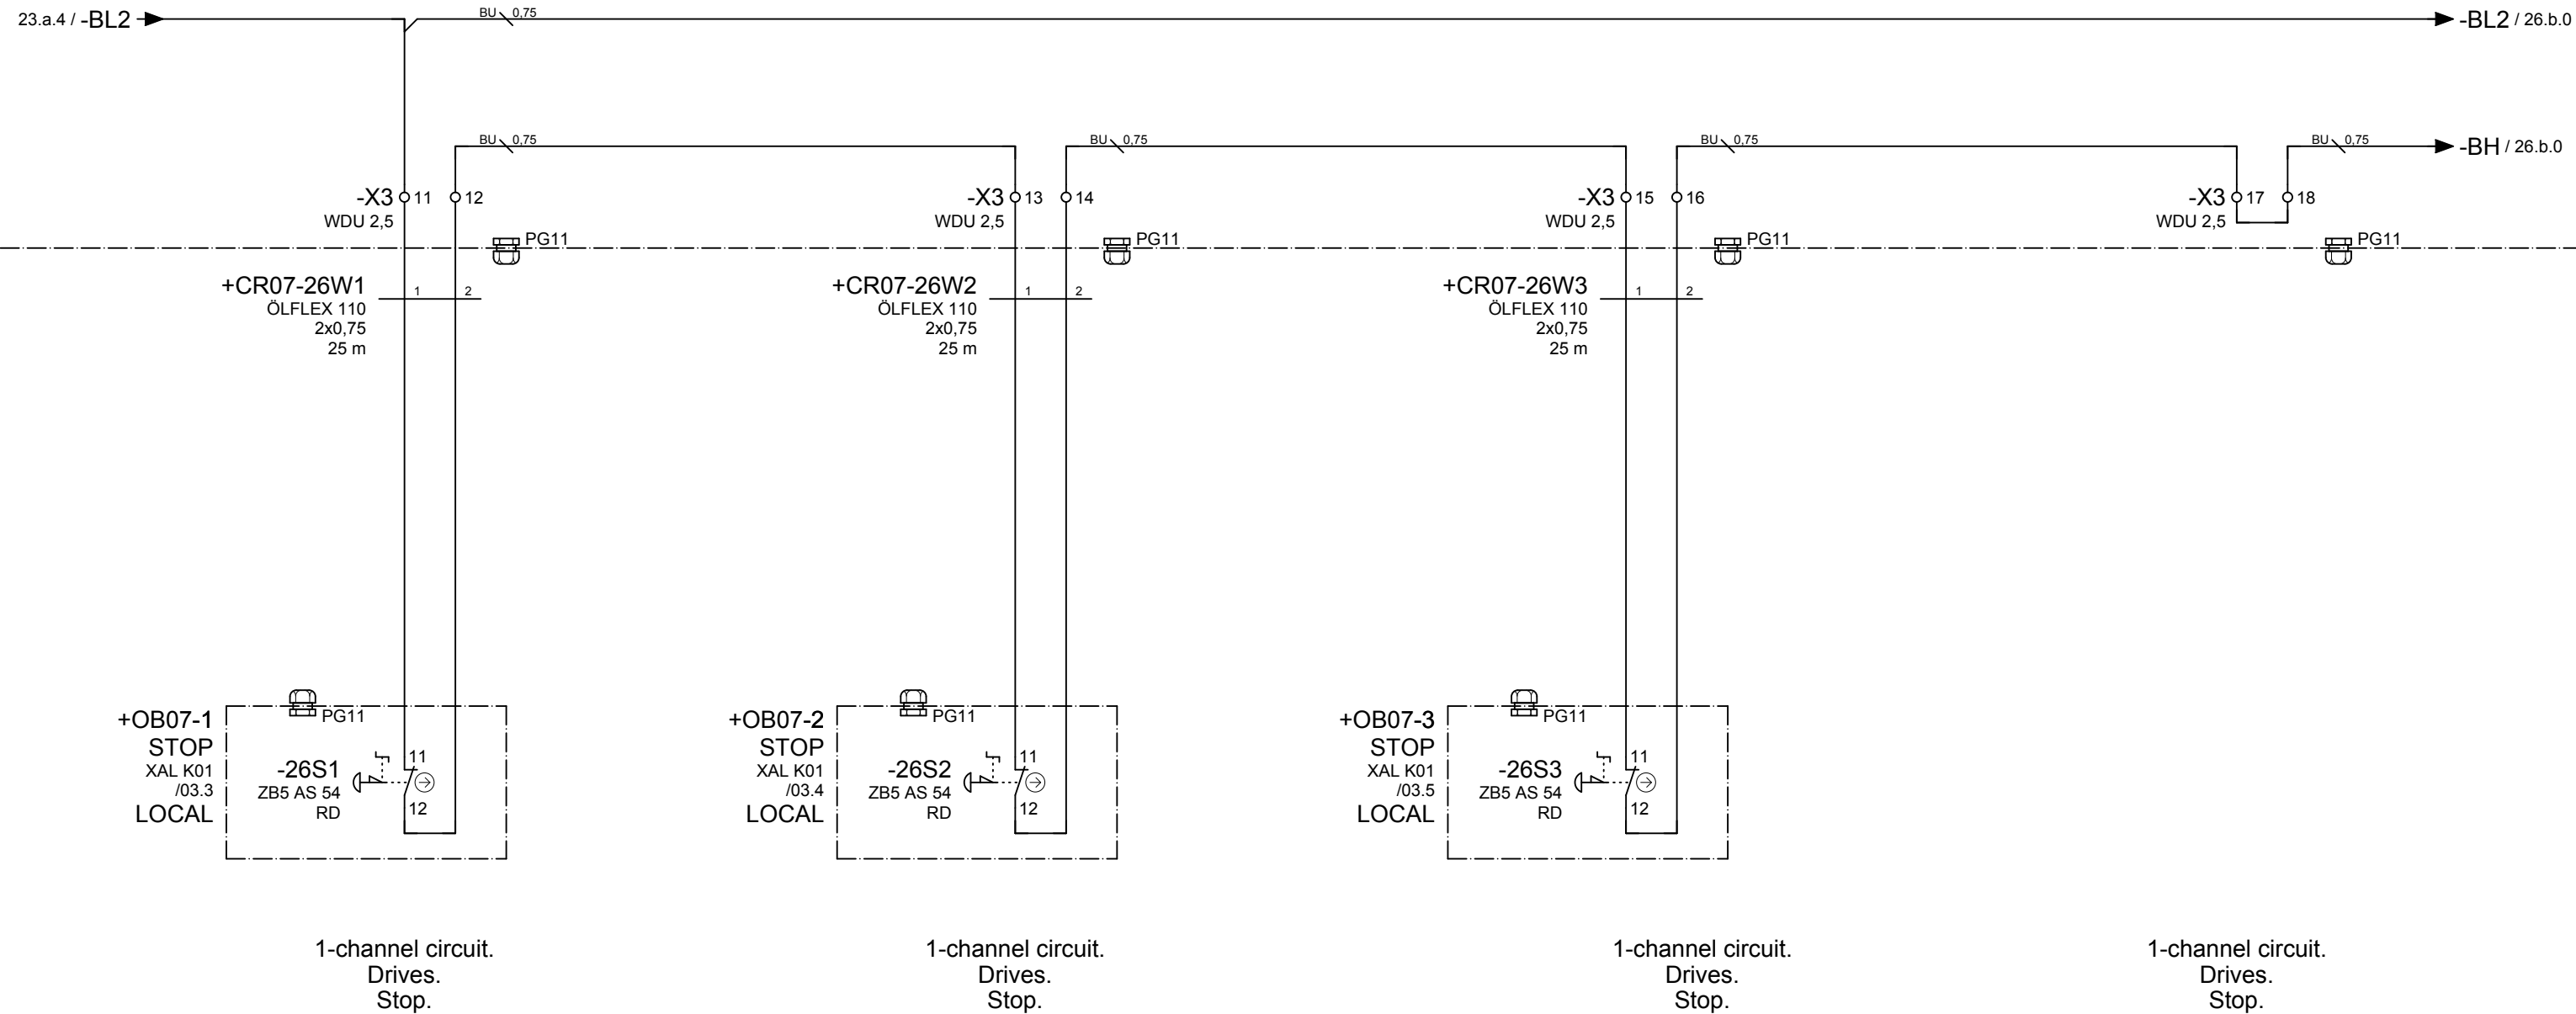 23.a.4 / -BL2
BU 0,75
-BL2 / 26.b.0
BU 0,75
BU 0,75
BU 0,75
BU 0,75
-BH / 26.b.0
-X3 11 12
WDU 2,5
-X3 13 14
WDU 2,5
-X3 15 16
WDU 2,5
-X3 17 18
WDU 2,5
PG11
PG11
PG11
PG11
+CR07-26W1
ÖLFLEX 110
2x0,75
25 m
1 2
+CR07-26W2
ÖLFLEX 110
2x0,75
25 m
1 2
+CR07-26W3
ÖLFLEX 110
2x0,75
25 m
1 2
+OB07-1
STOP
XAL K01
/03.3
LOCAL
PG11
-26S1
ZB5 AS 54
RD
11
12
+OB07-2
STOP
XAL K01
/03.4
LOCAL
PG11
-26S2
ZB5 AS 54
RD
11
12
+OB07-3
STOP
XAL K01
/03.5
LOCAL
PG11
-26S3
ZB5 AS 54
RD
11
12
1-channel circuit.
Drives.
Stop.
1-channel circuit.
Drives.
Stop.
1-channel circuit.
Drives.
Stop.
1-channel circuit.
Drives.
Stop.